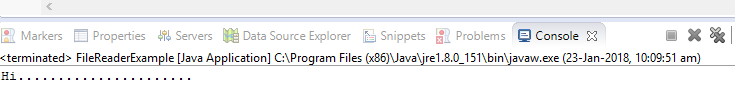 Markers Properties Servers Data Source Explorer Snippets Problems Console
<terminated> FileReaderExample [Java Application] C:\Program Files (x86)\Java\jre1.8.0_151\bin\javaw.exe (23-Jan-2018, 10:09:51 am)
Hi......................